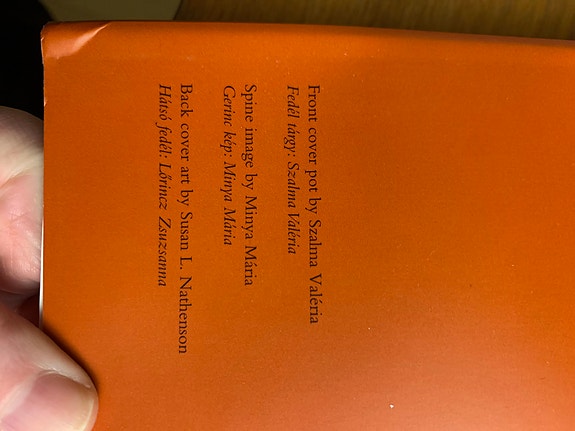 Front cover pot by Szalma Valéria
Fedél tárgy: Szalma Valéria
Spine image by Minya Mária
Gerinc kép: Minya Mária
Back cover art by Susan L. Nathenson
Hátsó fedél: Lőrincz Zsuzsanna